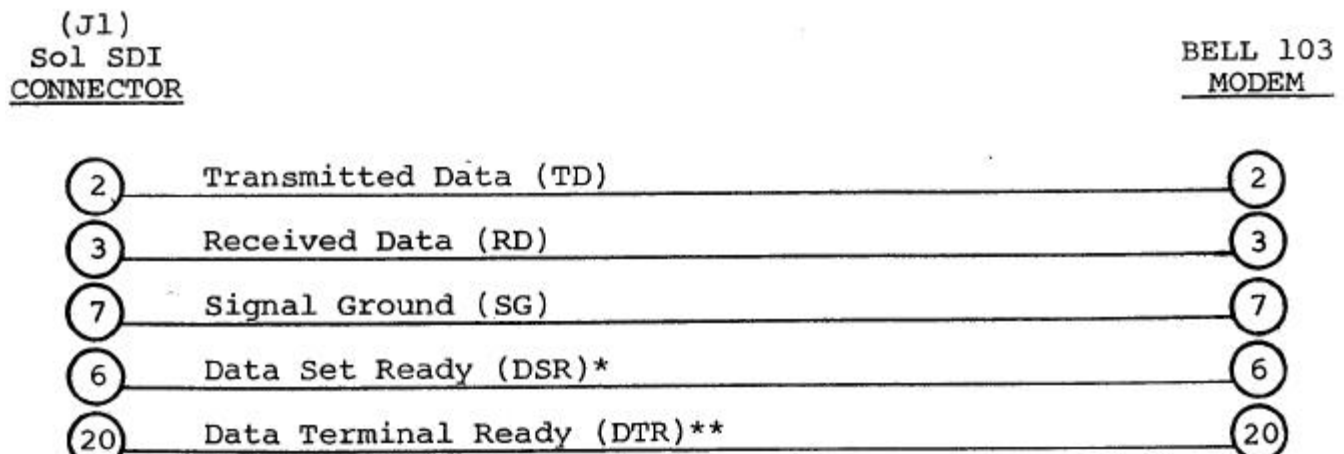 (J1)
Sol SDI
CONNECTOR
BELL 103
MODEM
2 Transmitted Data (TD) 2
3 Received Data (RD) 3
7 Signal Ground (SG) 7
6 Data Set Ready (DSR)* 6
20 Data Terminal Ready (DTR)** 20